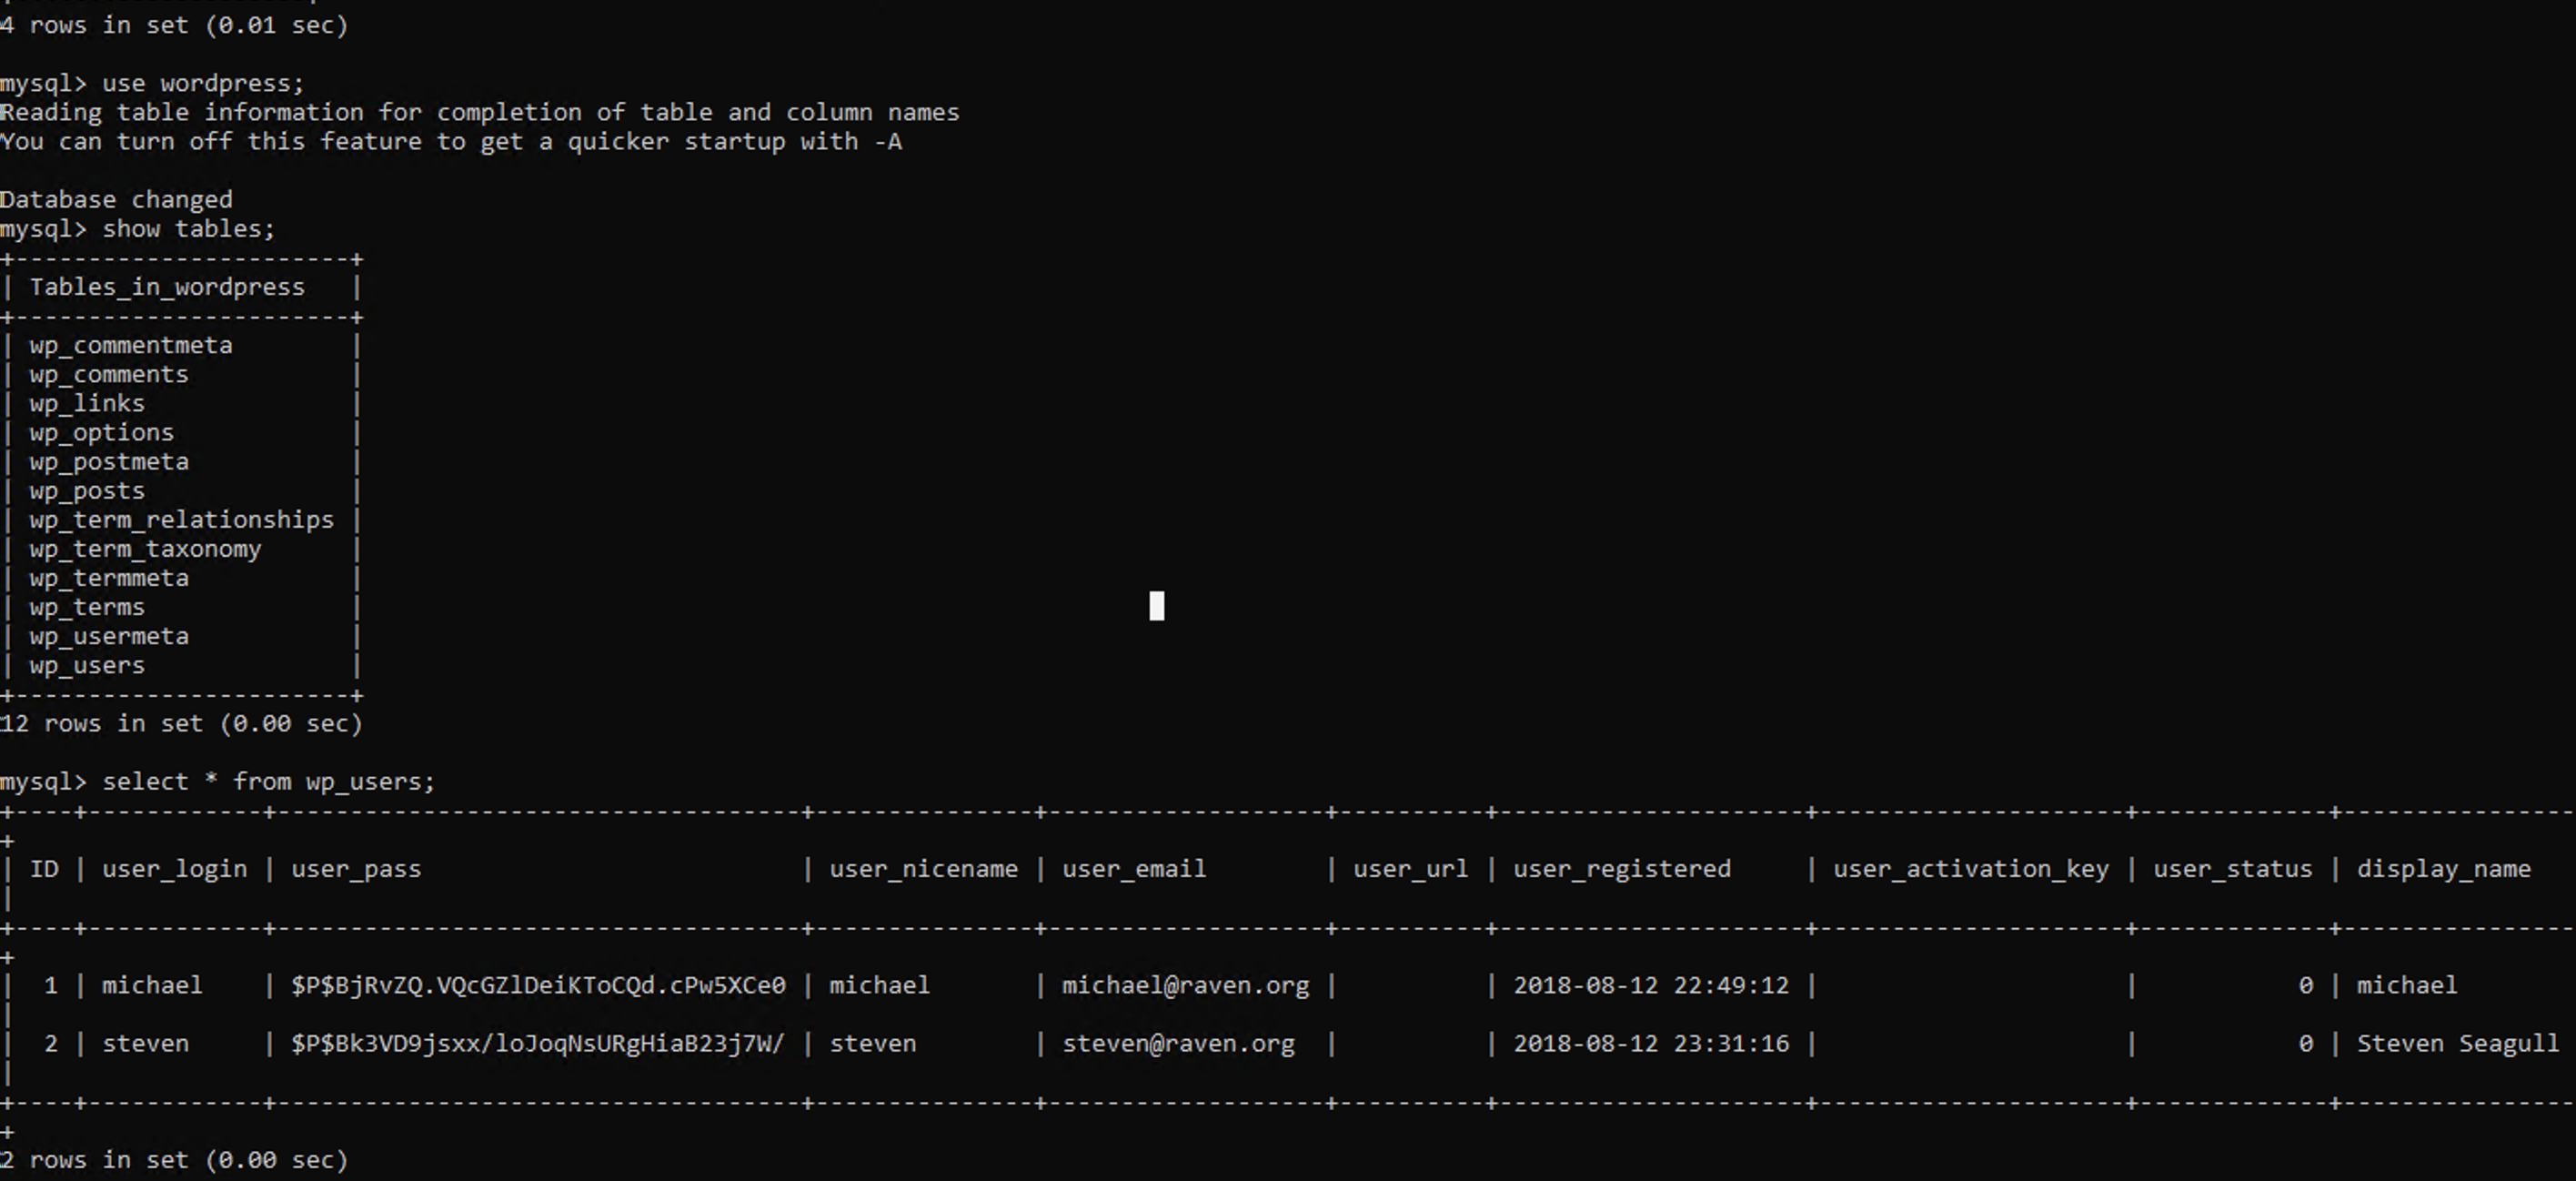 4 rows in set (0.01 sec)
mysql> use wordpress;
Reading table information for completion of table and column names
You can turn off this feature to get a quicker startup with -A
Database changed
mysql> show tables;
+-----------------------+
| Tables_in_wordpress   |
+-----------------------+
| wp_commentmeta        |
| wp_comments           |
| wp_links              |
| wp_options            |
| wp_postmeta           |
| wp_posts              |
| wp_term_relationships |
| wp_term_taxonomy      |
| wp_termmeta           |
| wp_terms              |
| wp_usermeta           |
| wp_users              |
+-----------------------+
12 rows in set (0.00 sec)
mysql> select * from wp_users;
+----+------------+------------------------------------+---------------+-------------------+----------+---------------------+---------------------+-------------+----------------
+
| ID | user_login | user_pass                          | user_nicename | user_email        | user_url | user_registered     | user_activation_key | user_status | display_name
|
+----+------------+------------------------------------+---------------+-------------------+----------+---------------------+---------------------+-------------+----------------
+
|  1 | michael    | $P$BjRvZQ.VQcGZlDeiKToCQd.cPw5XCe0 | michael       | michael@raven.org |          | 2018-08-12 22:49:12 |                     |           0 | michael
|
|  2 | steven     | $P$Bk3VD9jsxx/loJoqNsURgHiaB23j7W/ | steven        | steven@raven.org  |          | 2018-08-12 23:31:16 |                     |           0 | Steven Seagull
|
+----+------------+------------------------------------+---------------+-------------------+----------+---------------------+---------------------+-------------+----------------
+
2 rows in set (0.00 sec)